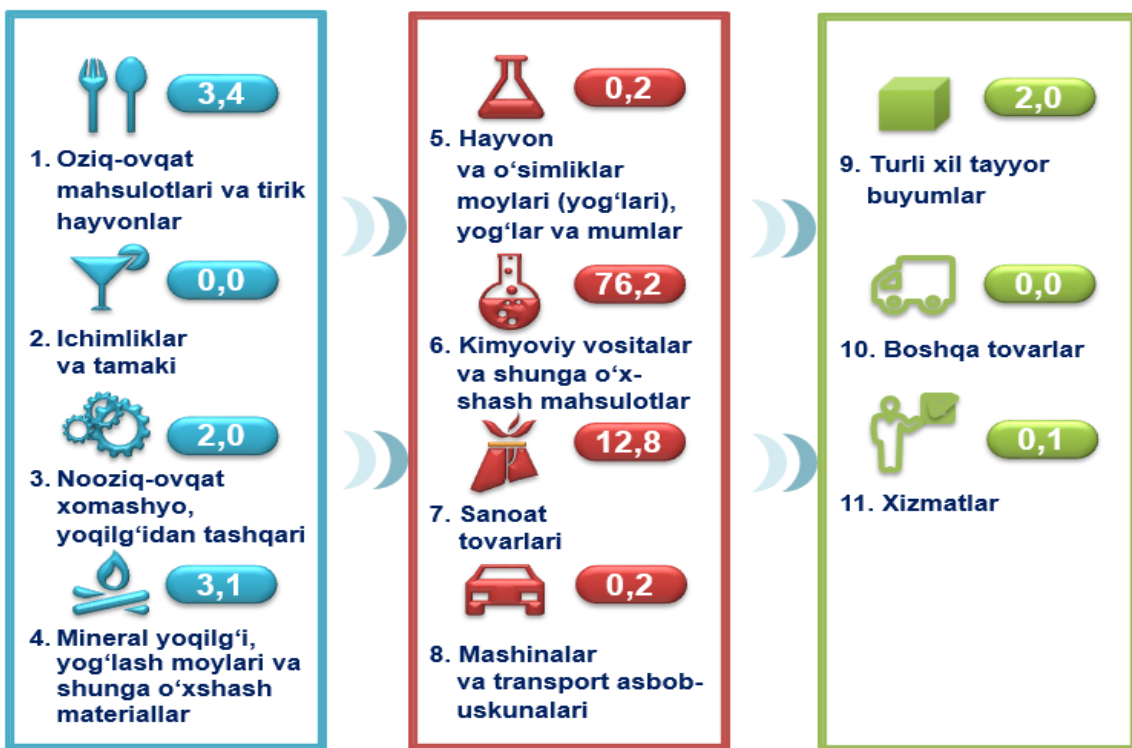 3,4
1. Oziq-ovqat
mahsulotlari va tirik
hayvonlar
0,0
2. Ichimliklar
va tamaki
2,0
3. Nooziq-ovqat
xomashyo,
yoqilg‘idan tashqari
3,1
4. Mineral yoqilg‘i,
yog‘lash moylari va
shunga o‘xshash
materiallar
0,2
5. Hayvon
va o‘simliklar
moylari (yog‘lari),
yog‘lar va mumlar
76,2
6. Kimyoviy vositalar
va shunga o‘x-
shash mahsulotlar
12,8
7. Sanoat
tovarlari
0,2
8. Mashinalar
va transport asbob-
uskunalari
2,0
9. Turli xil tayyor
buyumlar
0,0
10. Boshqa tovarlar
0,1
11. Xizmatlar